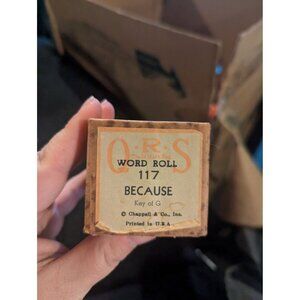 Q·R·S
WORD ROLL
117
BECAUSE
Key of G
© Chappell & Co., Inc.
Printed in U.S.A.